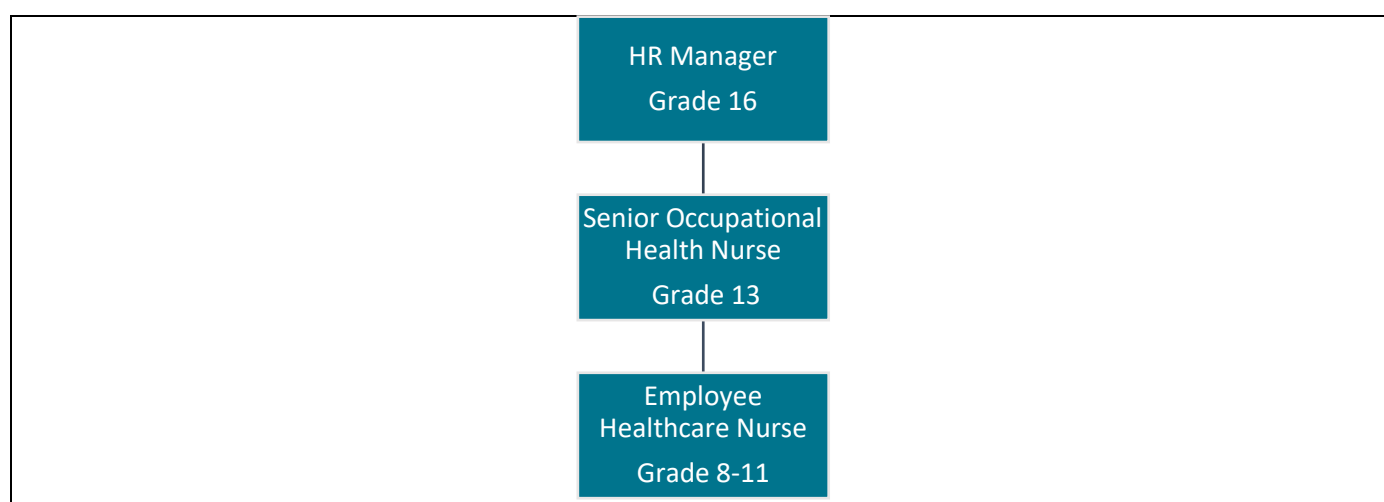 HR Manager
Grade 16
Senior Occupational
Health Nurse
Grade 13
Employee
Healthcare Nurse
Grade 8-11